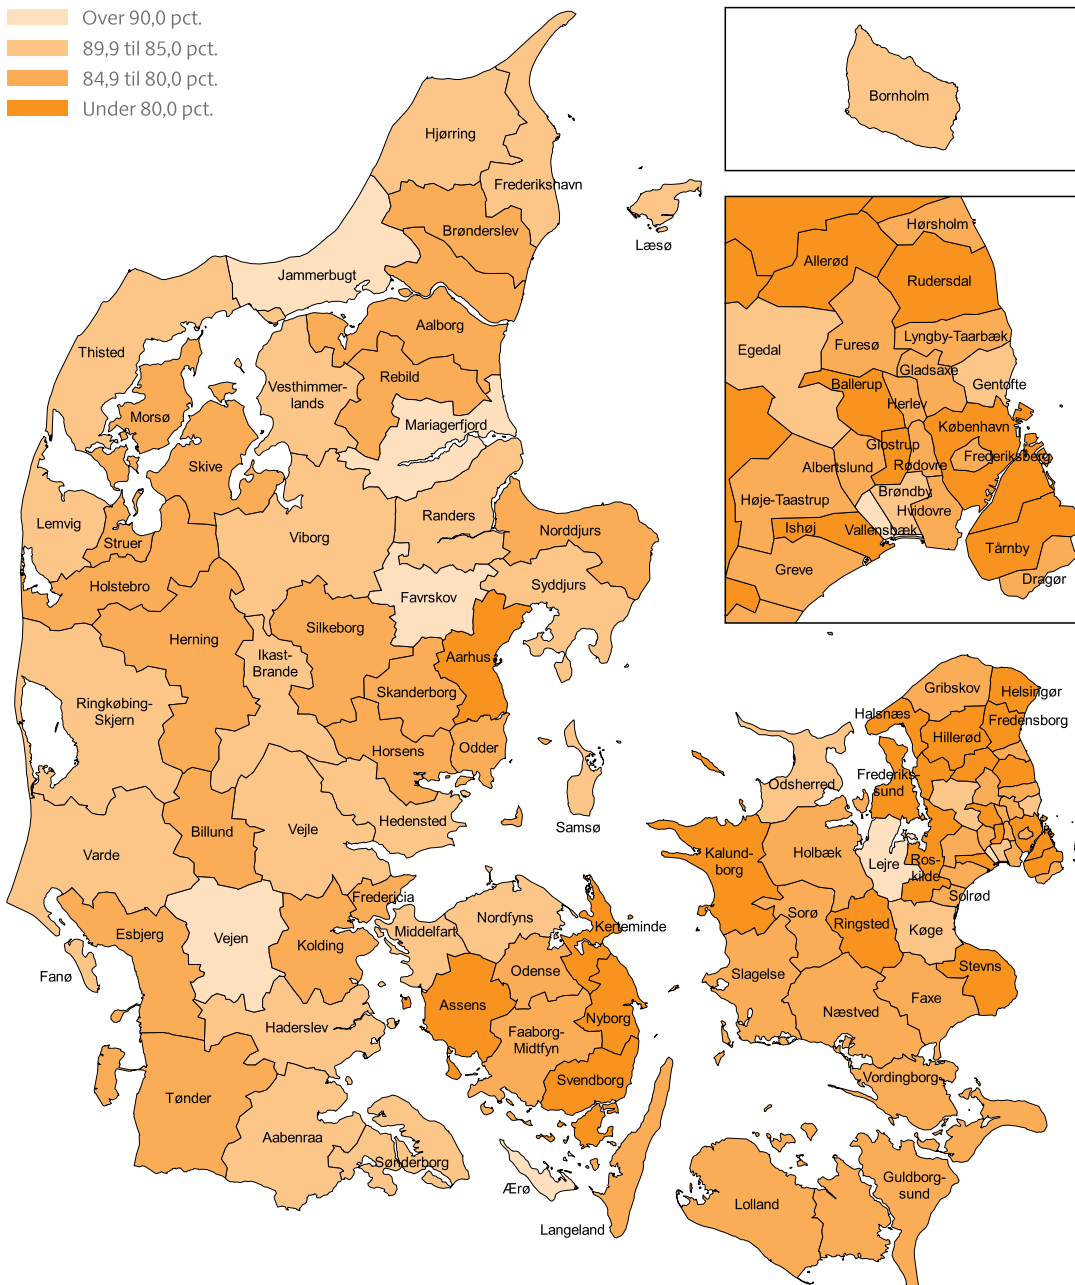 Over 90,0 pct.
89,9 til 85,0 pct.
84,9 til 80,0 pct.
Under 80,0 pct.
Bornholm
Hjørring
Frederikshavn
Læsø
Brønderslev
Jammerbugt
Aalborg
Thisted
Rebild
Vesthimmer-
lands
Morsø
Mariagerfjord
Skive
Lemvig
Randers
Norddjurs
Viborg
Struer
Holstebro
Favrskov
Syddjurs
Silkeborg
Herning
Ikast-
Brande
Aarhus
Skanderborg
Ringkøbing-
Skjern
Horsens
Odder
Samsø
Hedensted
Billund
Vejle
Varde
Fredericia
Esbjerg
Vejen
Kolding
Fanø
Haderslev
Tønder
Aabenraa
Sønderborg
Nordfyns
Kerteminde
Middelfart
Odense
Assens
Nyborg
Faaborg-
Midtfyn
Svendborg
Ærø
Langeland
Hørsholm
Allerød
Rudersdal
Lyngby-Taarbæk
Furesø
Egedal
Gladsaxe
Gentofte
Ballerup
Herlev
København
Glostrup
Frederiksberg
Rødovre
Albertslund
Brøndby
Høje-Taastrup
Hvidovre
Ishøj
Vallensbæk
Tårnby
Greve
Dragør
Gribskov
Helsingør
Halsnæs
Fredensborg
Hillerød
Odsherred
Frederiks-
sund
Kalund-
borg
Holbæk
Lejre
Ros-
kilde
Solrød
Sorø
Ringsted
Køge
Slagelse
Stevns
Faxe
Næstved
Vordingborg
Guldborg-
sund
Lolland